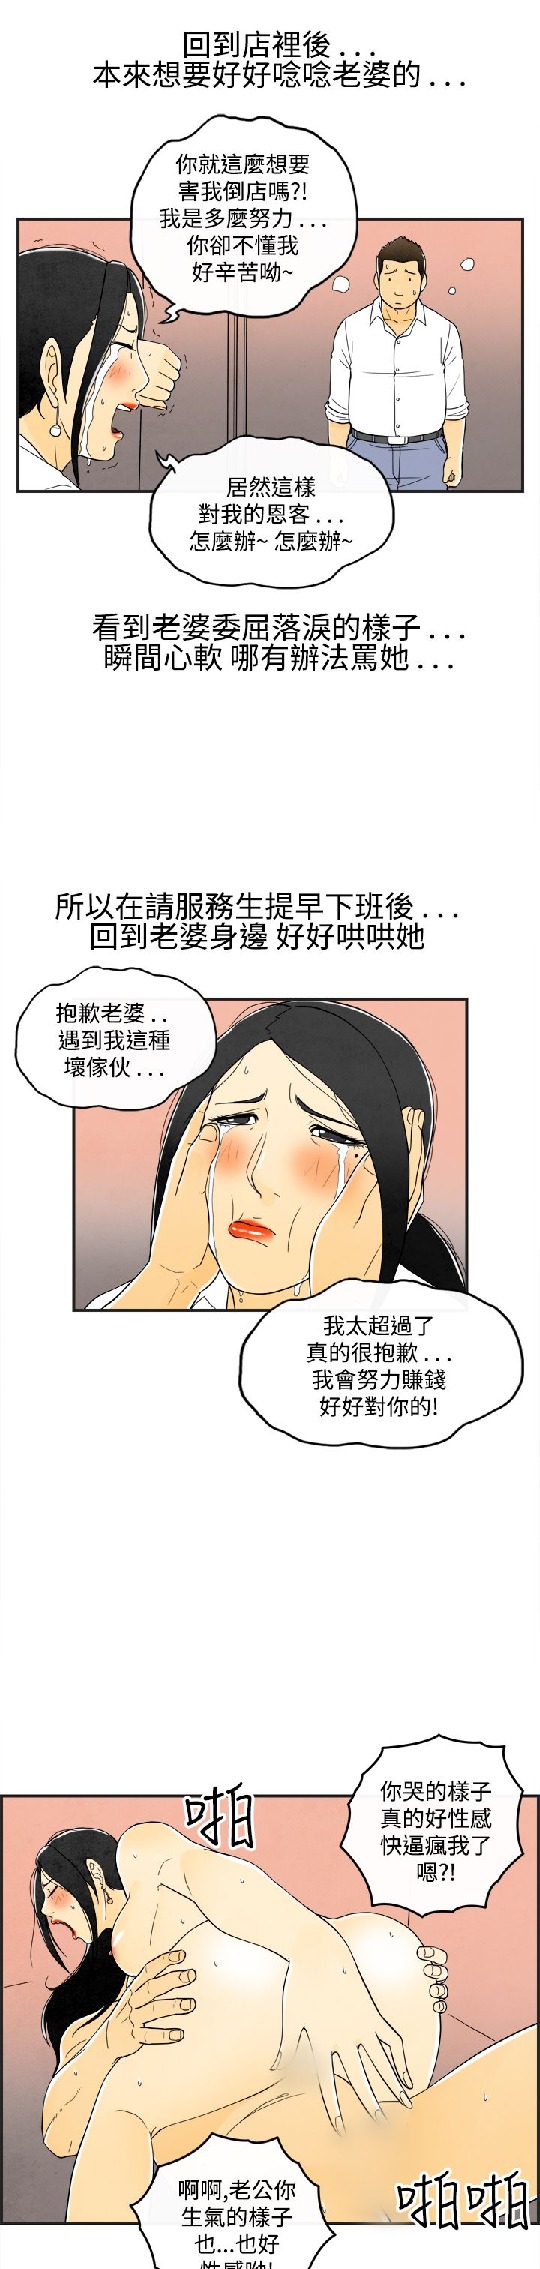 回到店裡後...
本來想要好好唸唸老婆的...
你就這麼想要
害我倒店嗎?!
我是多麼努力...
你卻不懂我
好辛苦呦~
居然這樣
對我的恩客...
怎麼辦~ 怎麼辦~
看到老婆委屈落淚的樣子...
瞬間心軟 哪有辦法罵她...
所以在請服務生提早下班後...
回到老婆身邊 好好哄哄她
抱歉老婆..
遇到我這種
壞傢伙...
我太超過了
真的很抱歉...
我會努力賺錢
好好對你的!
啪
你哭的樣子
真的好性感
快逼瘋我了
嗯?!
啪啪
啊啊,老公你
生氣的樣子
也...也好
性感呦!